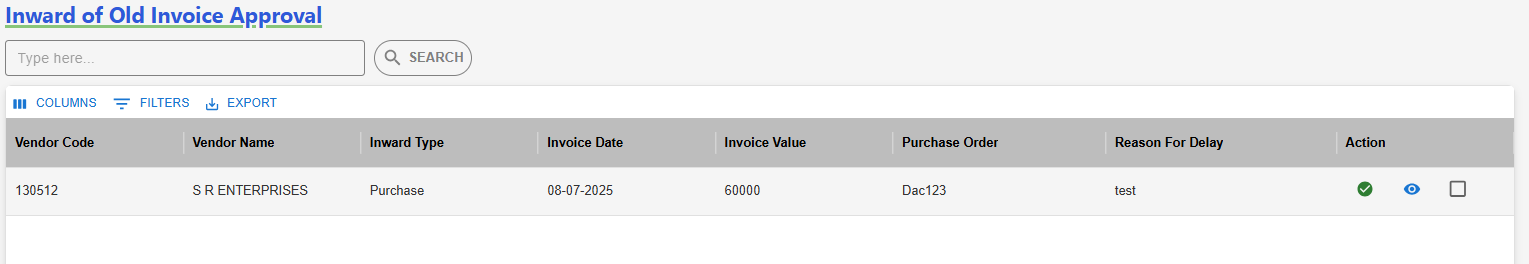 Inward of Old Invoice Approval
Type here...
SEARCH
COLUMNS FILTERS EXPORT
Vendor Code Vendor Name Inward Type Invoice Date Invoice Value Purchase Order Reason For Delay Action
130512 S R ENTERPRISES Purchase 08-07-2025 60000 Dac123 test